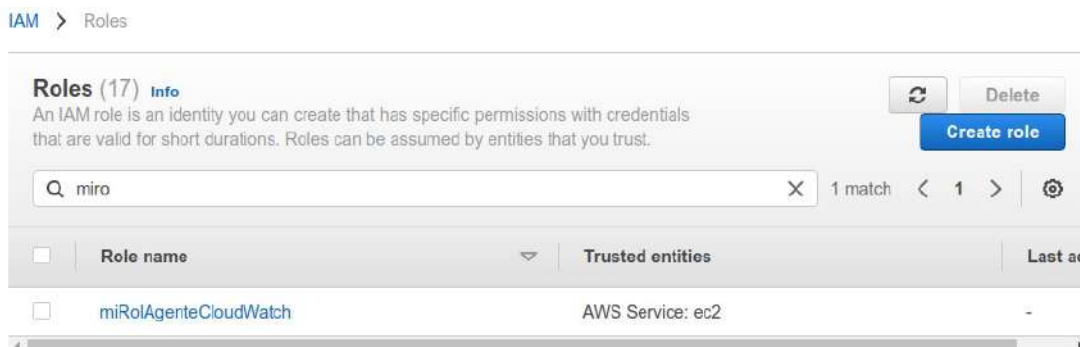 IAM > Roles
Roles (17) Info
An IAM role is an identity you can create that has specific permissions with credentials
that are valid for short durations. Roles can be assumed by entities that you trust.
Delete
Create role
miro
1 match < 1 >
Role name Trusted entities Last a
miRolAgenteCloudWatch AWS Service: ec2 -